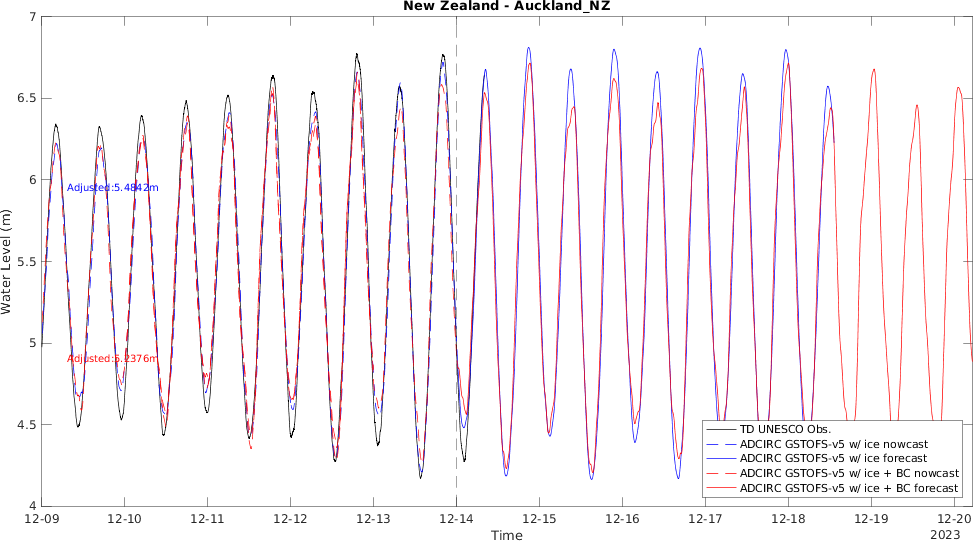 New Zealand - Auckland_NZ
7
6.5
6
5.5
5
4.5
4
Water Level (m)
Adjusted:5.4842m
Adjusted:5.2376m
TD UNESCO Obs.
ADCIRC GSTOFS-v5 w/ ice nowcast
ADCIRC GSTOFS-v5 w/ ice forecast
ADCIRC GSTOFS-v5 w/ ice + BC nowcast
ADCIRC GSTOFS-v5 w/ ice + BC forecast
12-09 12-10 12-11 12-12 12-13 12-14 12-15 12-16 12-17 12-18 12-19 12-20
Time
2023